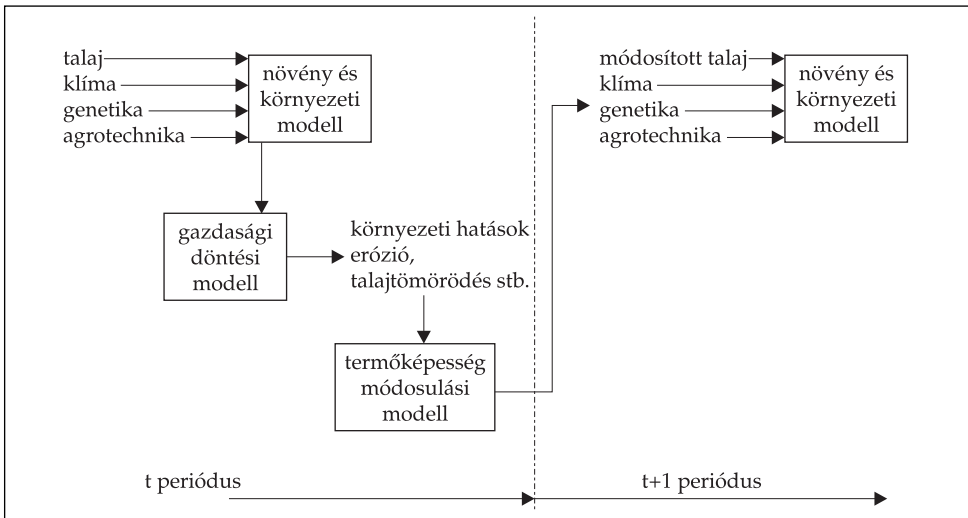 talaj
klíma
genetika
agrotechnika
növény és
környezeti
modell
gazdasági
döntési
modell
környezeti hatások
erózió,
talajtömörödés stb.
termőképesség
módosulási
modell
módosított talaj
klíma
genetika
agrotechnika
növény és
környezeti
modell
t periódus
t+1 periódus